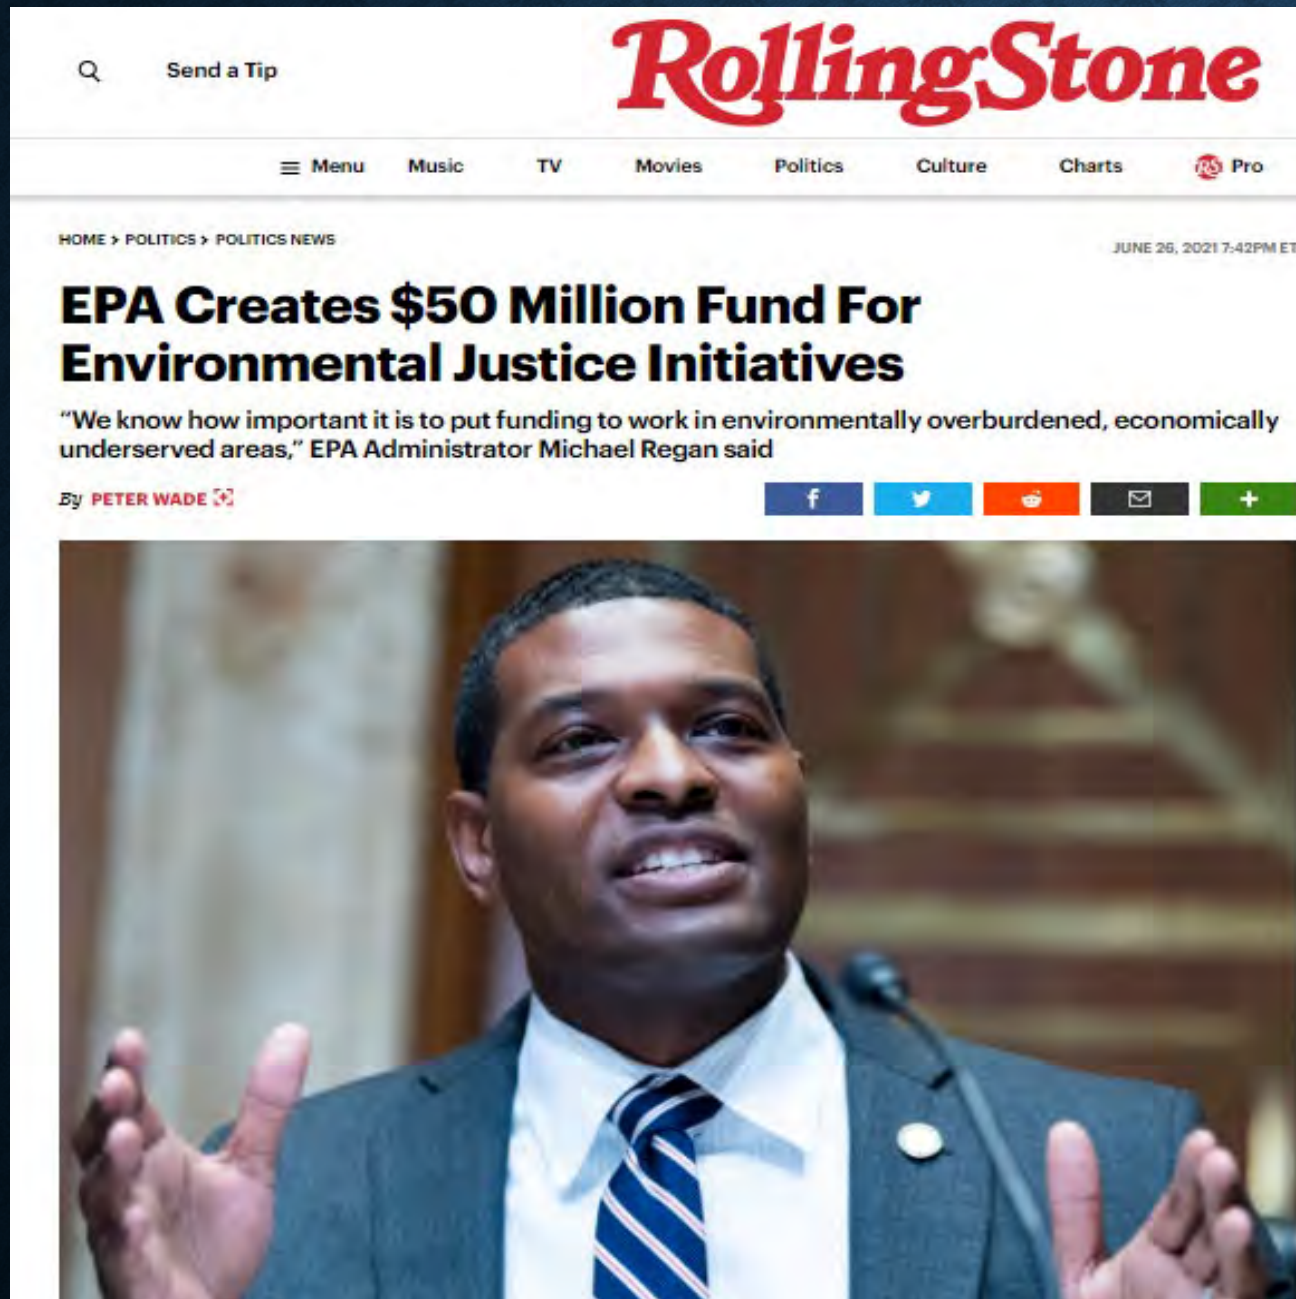 Send a Tip
RollingStone
Menu Music TV Movies Politics Culture Charts RS Pro
HOME > POLITICS > POLITICS NEWS
JUNE 26, 2021 7:42PM ET
EPA Creates $50 Million Fund For
Environmental Justice Initiatives
“We know how important it is to put funding to work in environmentally overburdened, economically
underserved areas,” EPA Administrator Michael Regan said
By PETER WADE